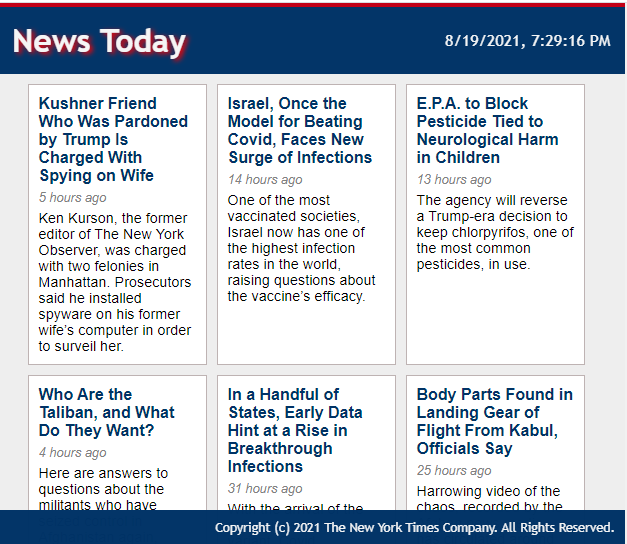 News Today
8/19/2021, 7:29:16 PM
Kushner Friend
Who Was Pardoned
by Trump Is
Charged With
Spying on Wife
5 hours ago
Ken Kurson, the former
editor of The New York
Observer, was charged
with two felonies in
Manhattan. Prosecutors
said he installed
spyware on his former
wife’s computer in order
to surveil her.
Israel, Once the
Model for Beating
Covid, Faces New
Surge of Infections
14 hours ago
One of the most
vaccinated societies,
Israel now has one of
the highest infection
rates in the world,
raising questions about
the vaccine’s efficacy.
E.P.A. to Block
Pesticide Tied to
Neurological Harm
in Children
13 hours ago
The agency will reverse
a Trump-era decision to
keep chlorpyrifos, one of
the most common
pesticides, in use.
Who Are the
Taliban, and What
Do They Want?
4 hours ago
Here are answers to
questions about the
militants who have
In a Handful of
States, Early Data
Hint at a Rise in
Breakthrough
Infections
31 hours ago
With the arrival of the
Body Parts Found in
Landing Gear of
Flight From Kabul,
Officials Say
25 hours ago
Harrowing video of the
chaos, recorded by the
Copyright (c) 2021 The New York Times Company. All Rights Reserved.